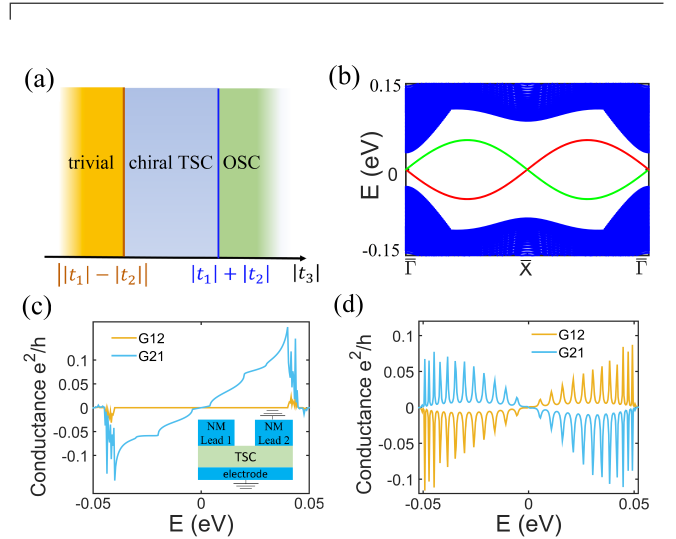 (a)
trivial
chiral TSC
OSC
||t₁| − |t₂||
|t₁| + |t₂|
|t₃|
(b)
0.15
0
-0.15
E (eV)
Γ̿
X̄
Γ̿
(c)
G12
G21
0.1
0.05
0
-0.05
-0.1
Conductance e²/h
NM
Lead 1
NM
Lead 2
TSC
electrode
-0.05
0
0.05
E (eV)
(d)
G12
G21
0.1
0.05
0
-0.05
-0.1
Conductance e²/h
-0.05
0
0.05
E (eV)